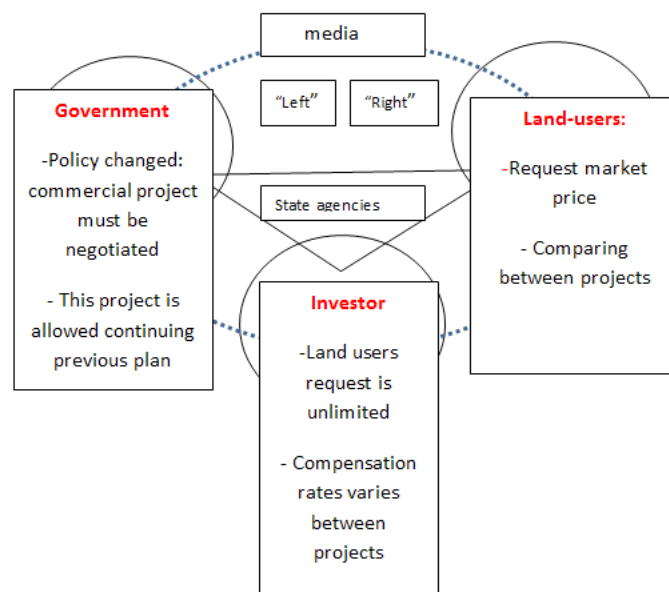 media
“Left”
“Right”
Government
-Policy changed:
commercial project
must be
negotiated
- This project is
allowed continuing
previous plan
Land-users:
-Request market
price
- Comparing
between projects
State agencies
Investor
-Land users
request is
unlimited
- Compensation
rates varies
between
projects